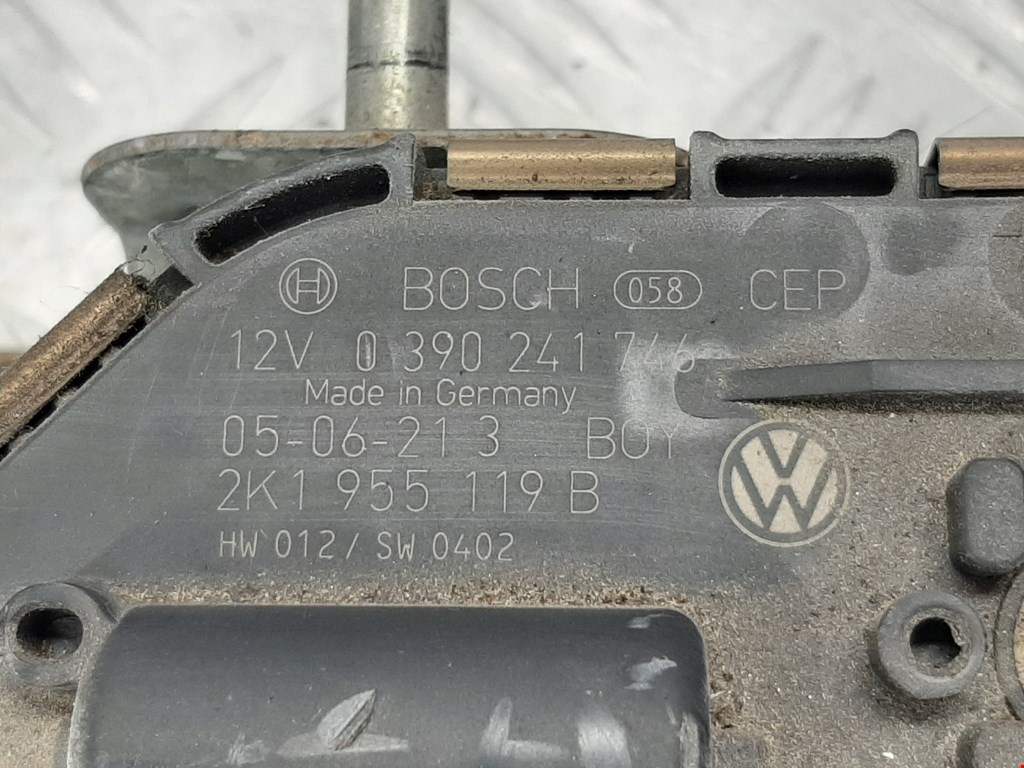 BOSCH 058 CEP
12V 0 390 241 746
Made in Germany
05-06-21 3 BOY
2K1 955 119 B
HW 012 / SW 0402